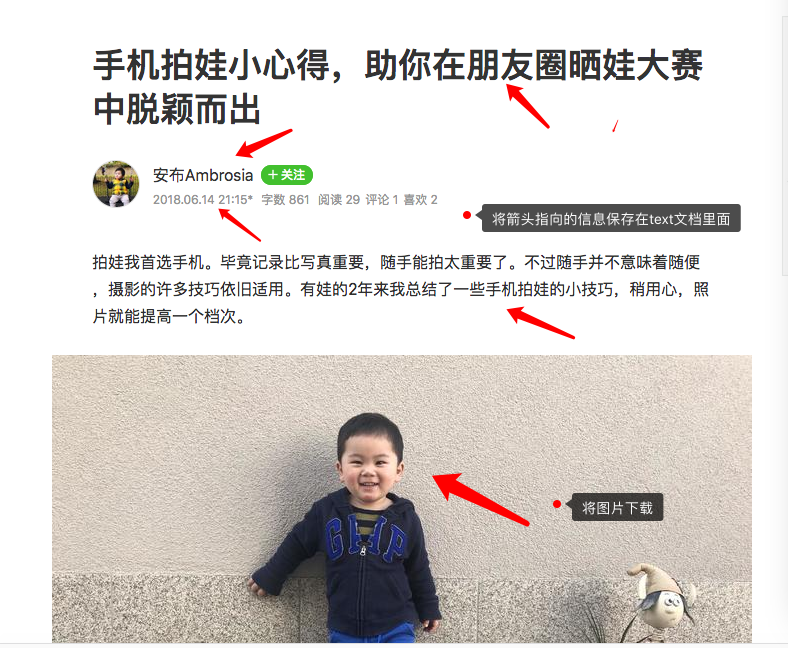 手机拍娃小心得，助你在朋友圈晒娃大赛
中脱颖而出
安布Ambrosia
+ 关注
2018.06.14 21:15* 字数 861 阅读 29 评论 1 喜欢 2
将箭头指向的信息保存在text文档里面
拍娃我首选手机。毕竟记录比写真重要，随手能拍太重要了。不过随手并不意味着随便
，摄影的许多技巧依旧适用。有娃的2年来我总结了一些手机拍娃的小技巧，稍用心，照
片就能提高一个档次。
将图片下载
GAP